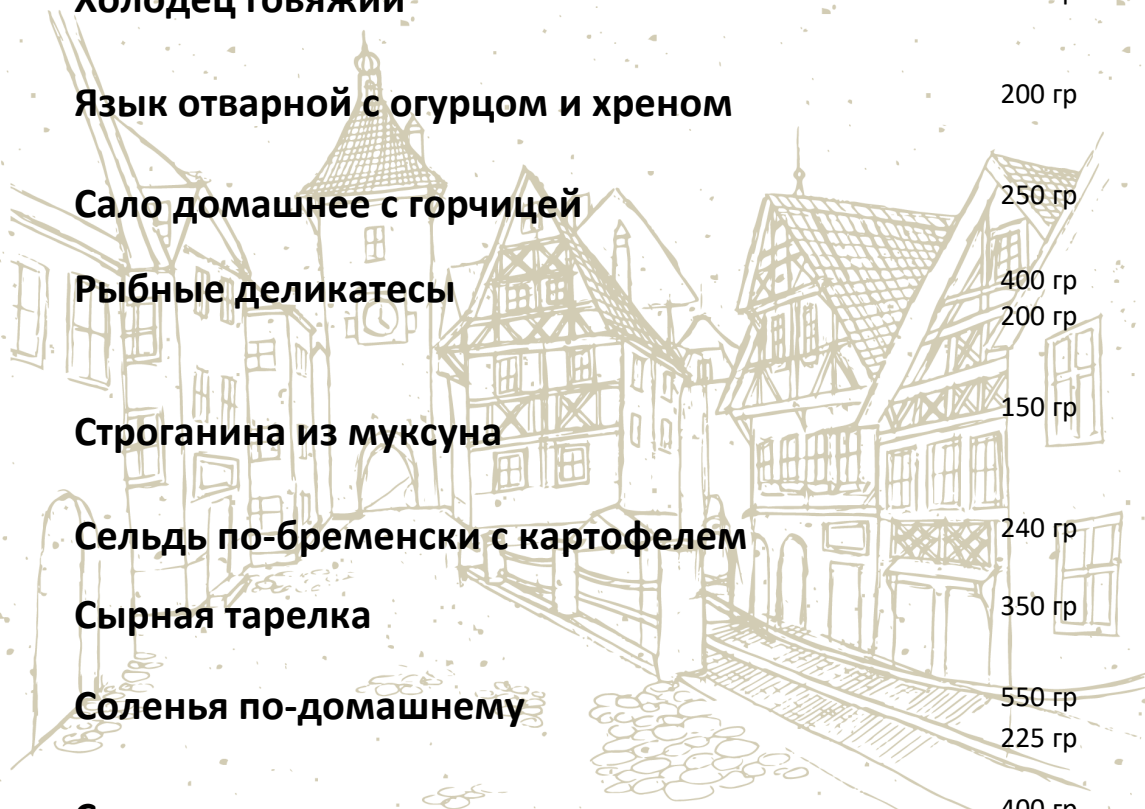 Холодец говяжий
Язык отварной с огурцом и хреном 200 гр
Сало домашнее с горчицей 250 гр
Рыбные деликатесы 400 гр
200 гр
150 гр
Строганина из муксуна
Сельдь по-бременски с картофелем 240 гр
Сырная тарелка 350 гр
Соленья по-домашнему 550 гр
225 гр
400 гр